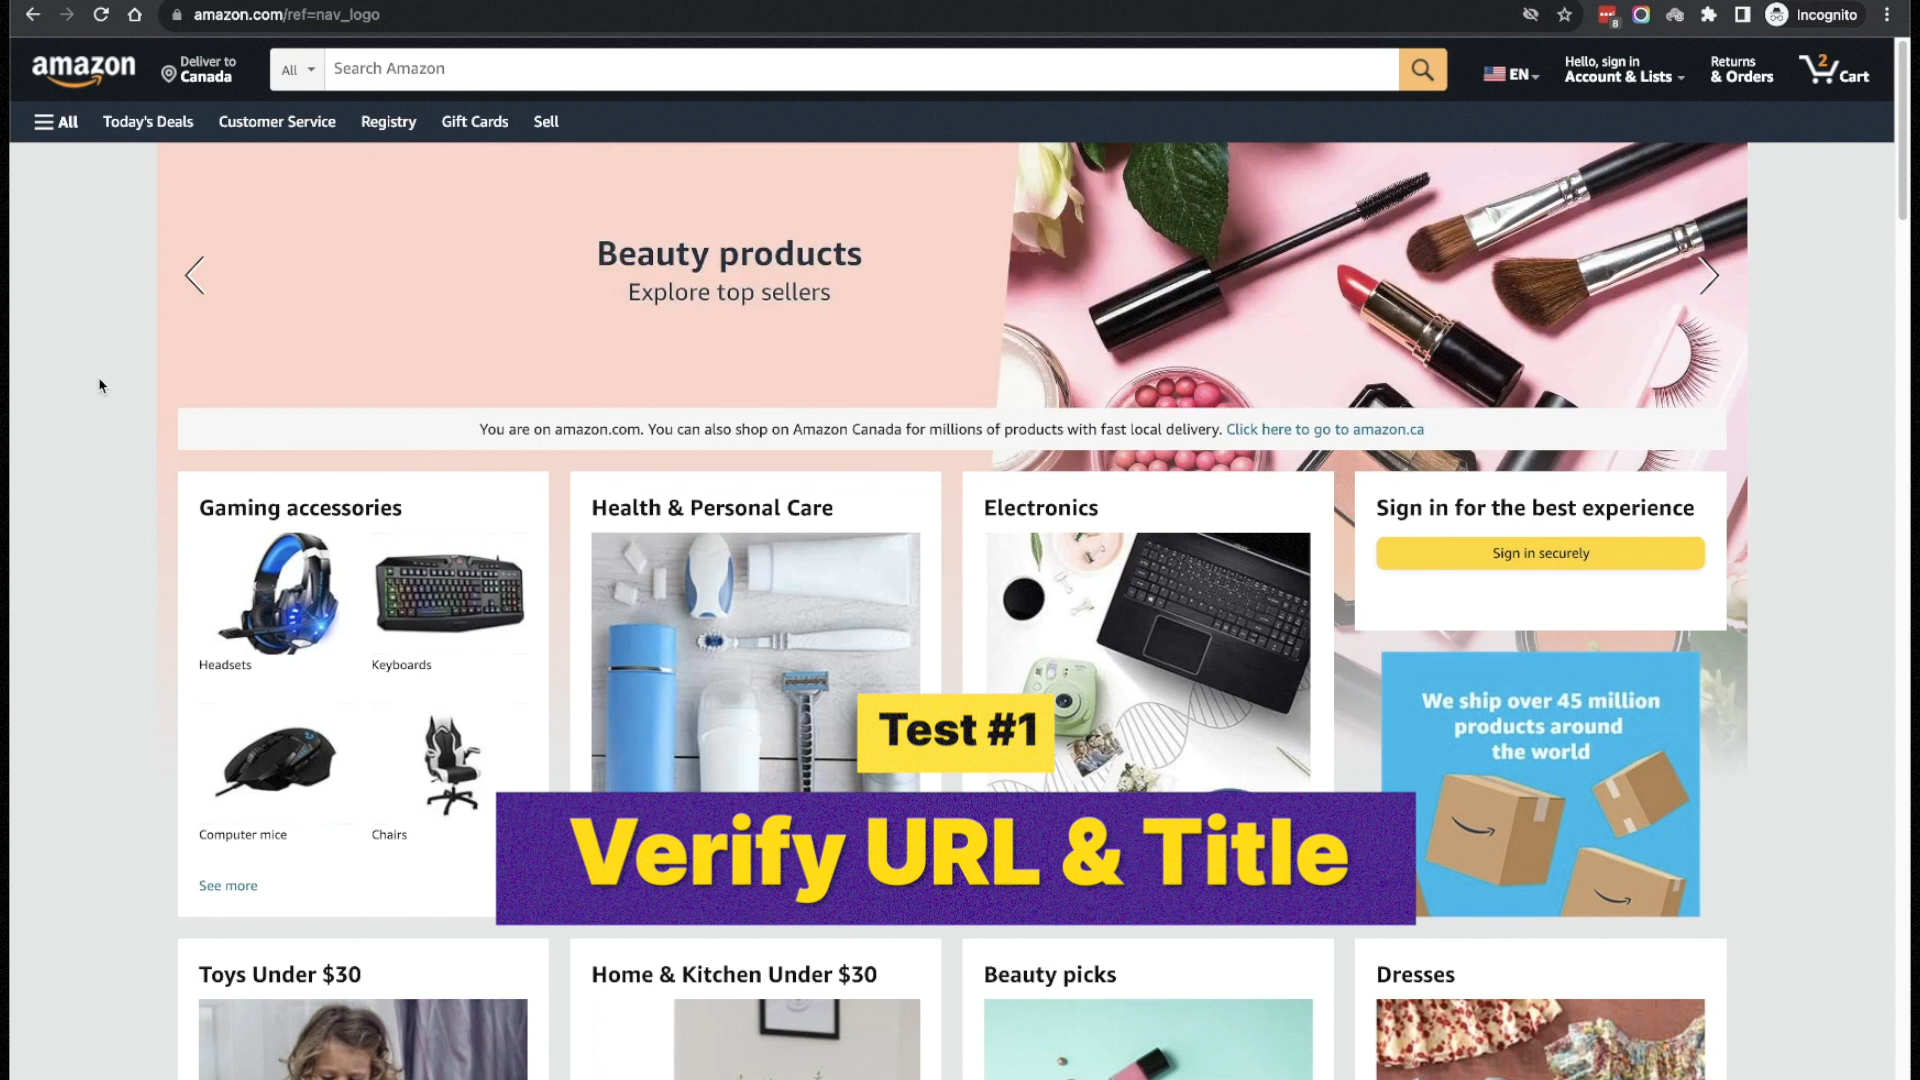 amazon.com/ref=nav_logo
8
Incognito
amazon
Deliver to
Canada
All
Search Amazon
EN
Hello, sign in
Account & Lists
Returns
& Orders
2
Cart
All
Today's Deals
Customer Service
Registry
Gift Cards
Sell
Beauty products
Explore top sellers
You are on amazon.com. You can also shop on Amazon Canada for millions of products with fast local delivery. Click here to go to amazon.ca
Gaming accessories
Headsets
Keyboards
Computer mice
Chairs
See more
Health & Personal Care
Electronics
Sign in for the best experience
Sign in securely
We ship over 45 million
products around
the world
Test #1
Verify URL & Title
Toys Under $30
Home & Kitchen Under $30
Beauty picks
Dresses